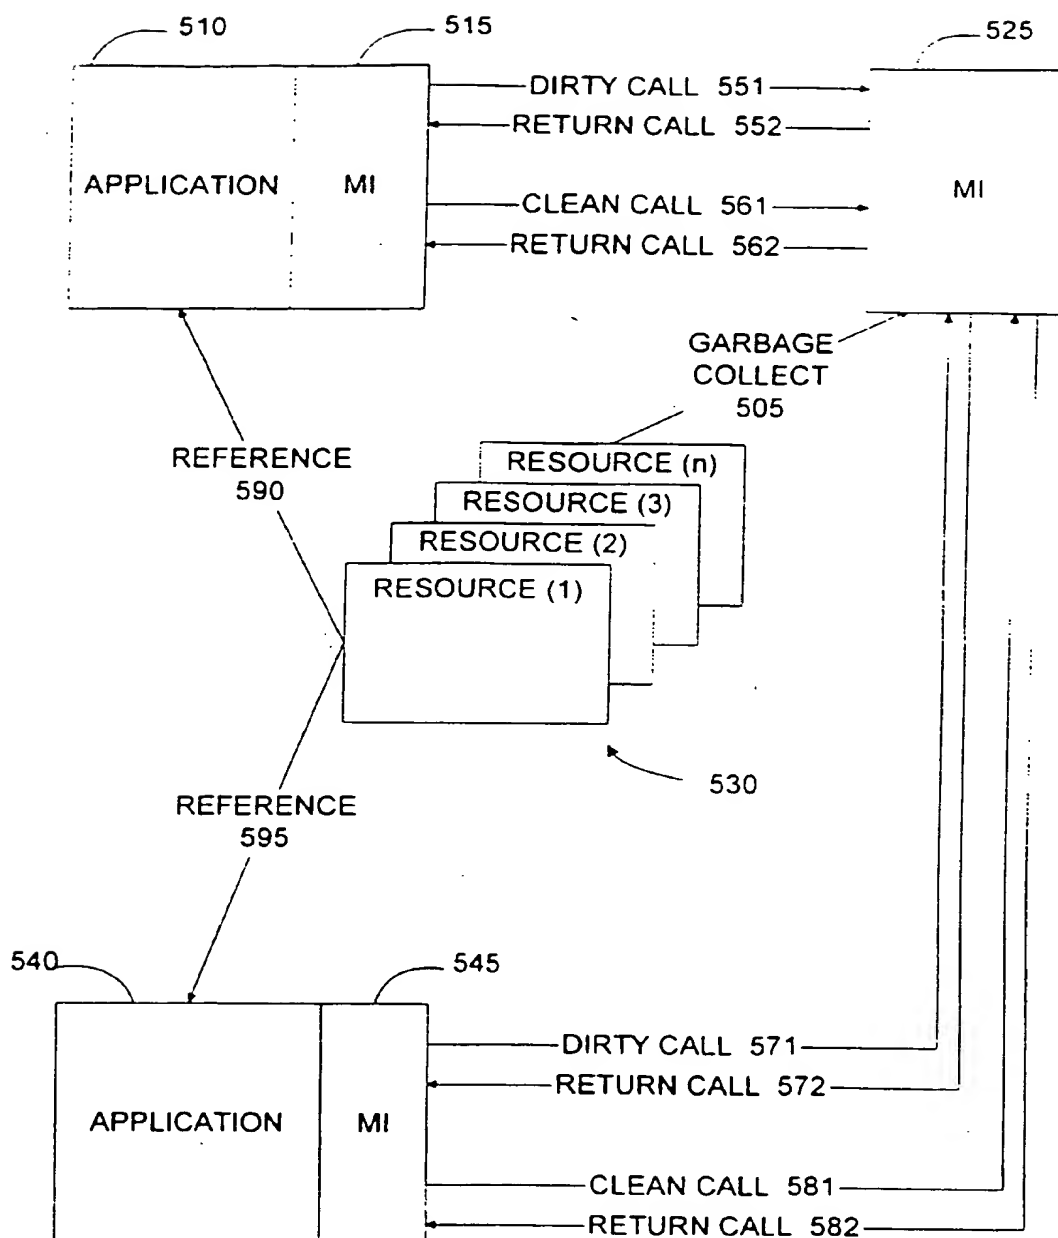 510
515
525
DIRTY CALL 551
RETURN CALL 552
APPLICATION
MI
MI
CLEAN CALL 561
RETURN CALL 562
GARBAGE
COLLECT
505
REFERENCE
590
RESOURCE (n)
RESOURCE (3)
RESOURCE (2)
RESOURCE (1)
530
REFERENCE
595
540
545
DIRTY CALL 571
RETURN CALL 572
APPLICATION
MI
CLEAN CALL 581
RETURN CALL 582